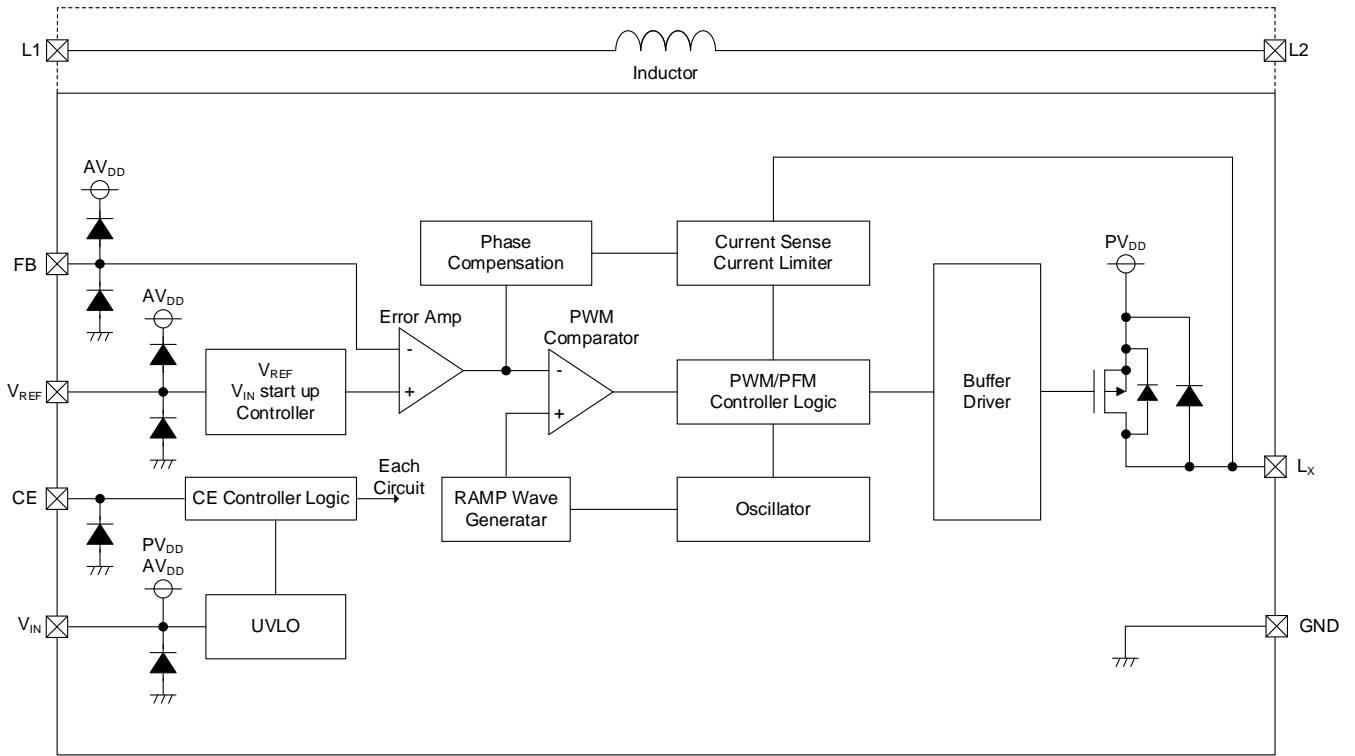 L1
L2
Inductor
AVDD
FB
Phase
Compensation
Current Sense
Current Limiter
PVDD
AVDD
Error Amp
PWM
Comparator
-
+
-
+
VREF
VREF
VIN start up
Controller
PWM/PFM
Controller Logic
Buffer
Driver
LX
CE
CE Controller Logic
Each
Circuit
RAMP Wave
Generatar
Oscillator
PVDD
AVDD
VIN
UVLO
GND